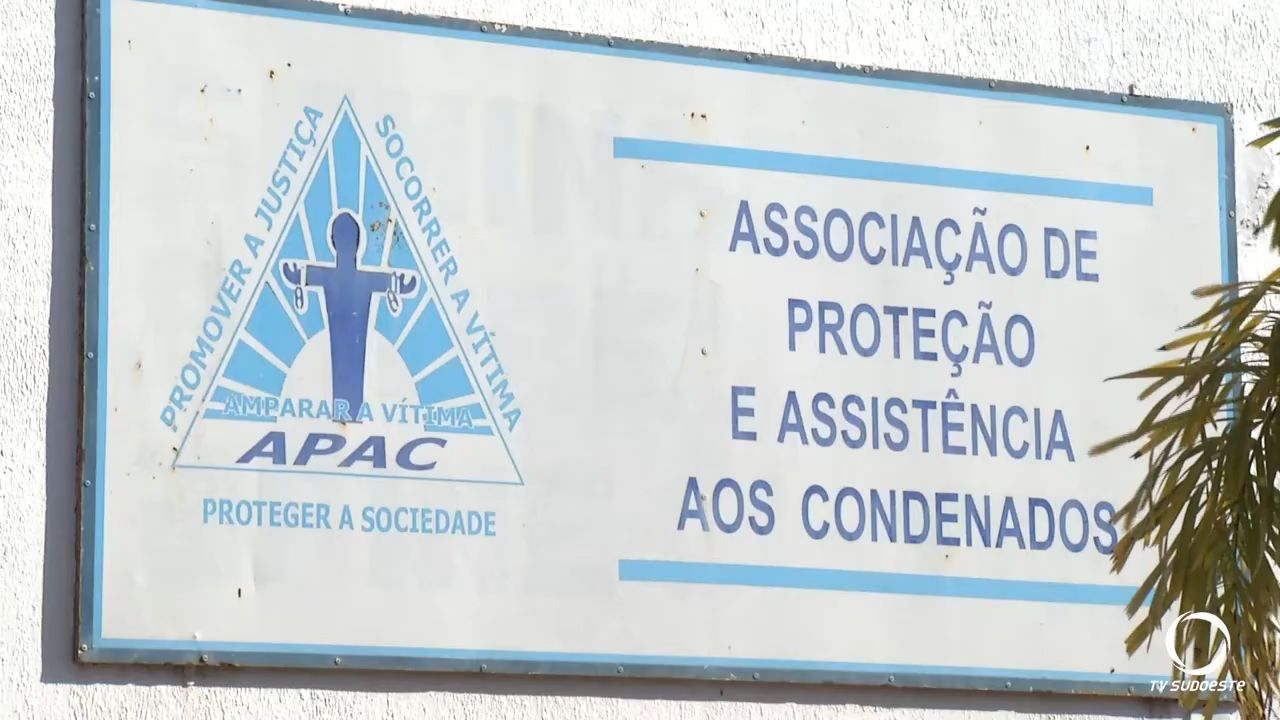 PROMOVER A JUSTIÇA
SOCORRER A VÍTIMA
AMPARAR A VÍTIMA
APAC
PROTEGER A SOCIEDADE
ASSOCIAÇÃO DE
PROTEÇÃO
E ASSISTÊNCIA
AOS CONDENADOS
TV SUDOESTE